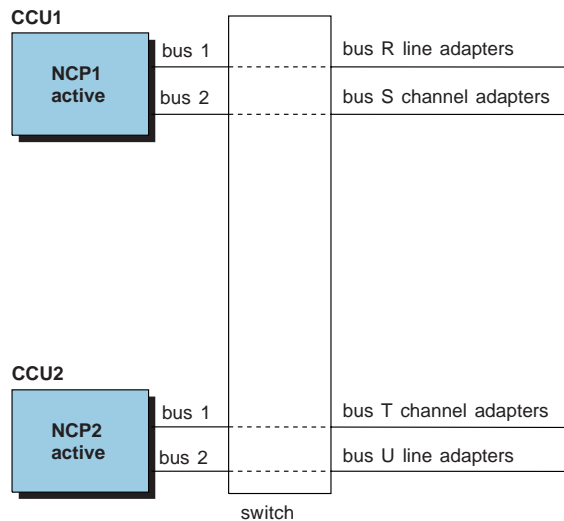 CCU1
NCP1
active
bus 1
bus R line adapters
bus 2
bus S channel adapters
CCU2
NCP2
active
bus 1
bus T channel adapters
bus 2
bus U line adapters
switch